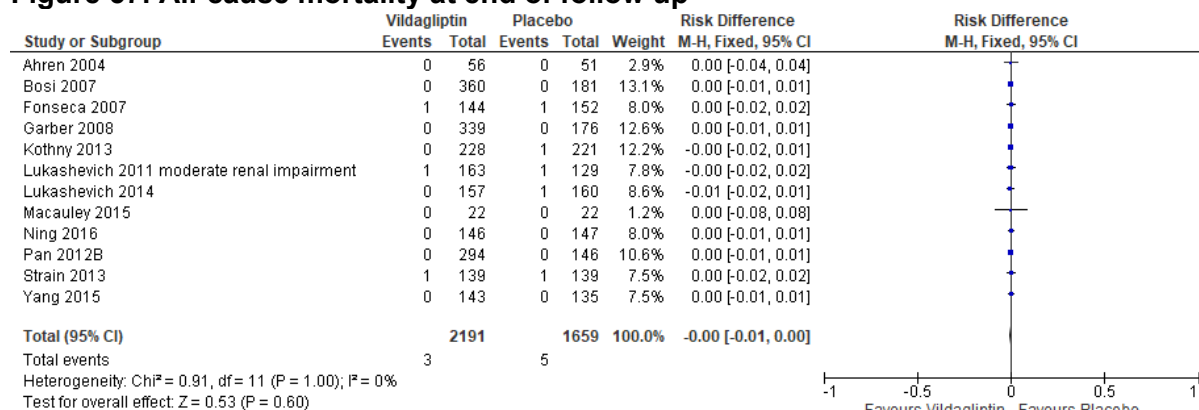 Figure All-cause mortality at end of follow-up
Vildagliptin Placebo Risk Difference Risk Difference
Study or Subgroup Events Total Events Total Weight M-H, Fixed, 95% CI M-H, Fixed, 95% CI
Ahren 2004 0 56 0 51 2.9% 0.00 [-0.04, 0.04]
Bosi 2007 0 360 0 181 13.1% 0.00 [-0.01, 0.01]
Fonseca 2007 1 144 1 152 8.0% 0.00 [-0.02, 0.02]
Garber 2008 0 339 0 176 12.6% 0.00 [-0.01, 0.01]
Kothny 2013 0 228 1 221 12.2% -0.00 [-0.02, 0.01]
Lukashevich 2011 moderate renal impairment 1 163 1 129 7.8% -0.00 [-0.02, 0.02]
Lukashevich 2014 0 157 1 160 8.6% -0.01 [-0.02, 0.01]
Macauley 2015 0 22 0 22 1.2% 0.00 [-0.08, 0.08]
Ning 2016 0 146 0 147 8.0% 0.00 [-0.01, 0.01]
Pan 2012B 0 294 0 146 10.6% 0.00 [-0.01, 0.01]
Strain 2013 1 139 1 139 7.5% 0.00 [-0.02, 0.02]
Yang 2015 0 143 0 135 7.5% 0.00 [-0.01, 0.01]
Total (95% CI) 2191 1659 100.0% -0.00 [-0.01, 0.00]
Total events 3 5
Heterogeneity: Chi² = 0.91, df = 11 (P = 1.00); I² = 0%
Test for overall effect: Z = 0.53 (P = 0.60)
-1 -0.5 0 0.5 1
Favours Vildagliptin Favours Placebo